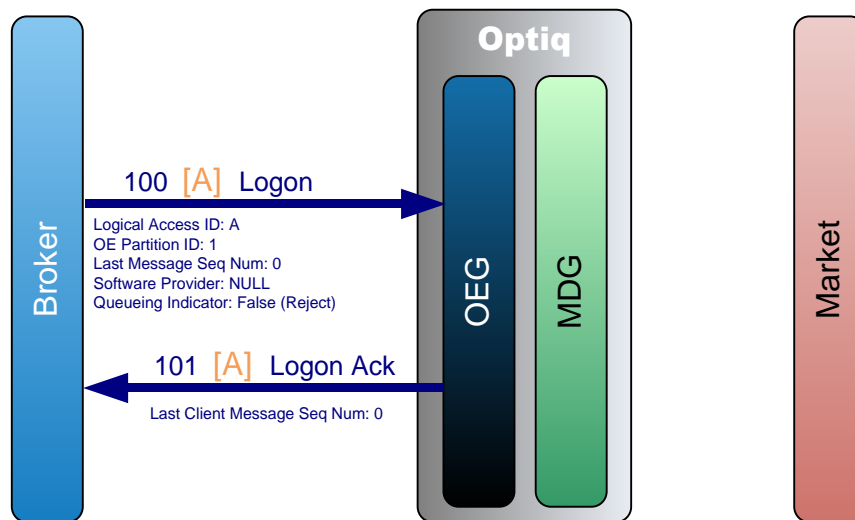 Optiq
Broker
100 [A] Logon
Logical Access ID: A
OE Partition ID: 1
Last Message Seq Num: 0
Software Provider: NULL
Queueing Indicator: False (Reject)
101 [A] Logon Ack
Last Client Message Seq Num: 0
OEG
MDG
Market